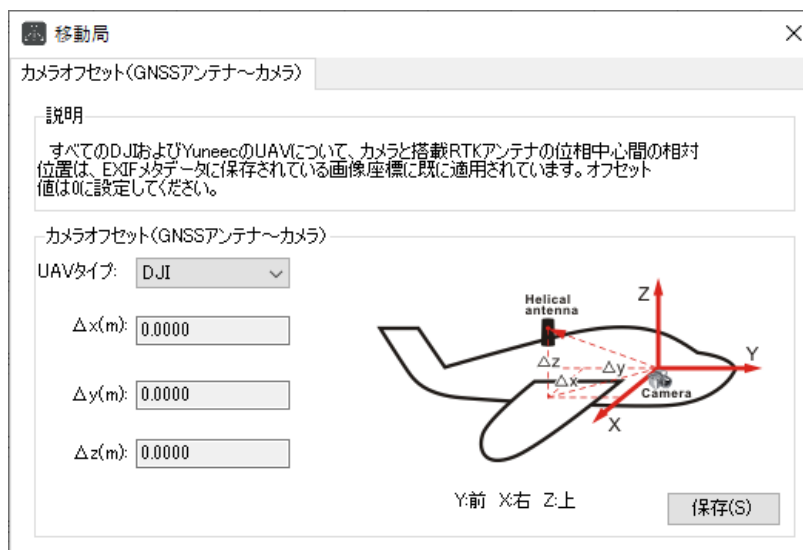 移動局
カメラオフセット(GNSSアンテナ～カメラ)
説明
すべてのDJIおよびYuneecのUAVについて、カメラと搭載RTKアンテナの位相中心間の相対
位置は、EXIFメタデータに保存されている画像座標に既に適用されています。オフセット
値は0に設定してください。
カメラオフセット(GNSSアンテナ～カメラ)
UAVタイプ: DJI
Δx(m): 0.0000
Δy(m): 0.0000
Δz(m): 0.0000
Helical
antenna
Z
Y
Δz
Δy
Δx
Camera
X
Y:前 X:右 Z:上
保存(S)